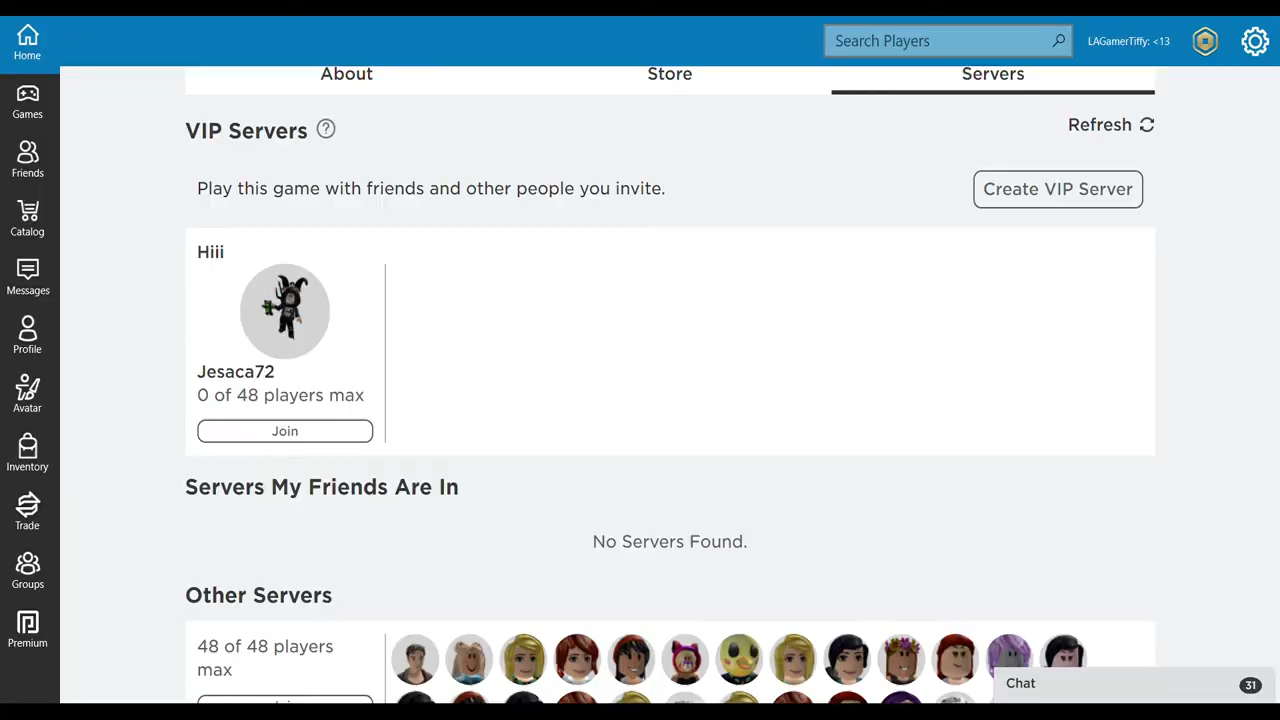 Home
Search Players
LAGamerTiffy: <13
Games
Friends
Catalog
Messages
Profile
Avatar
Inventory
Trade
Groups
Premium
About
Store
Servers
VIP Servers
Refresh
Play this game with friends and other people you invite.
Create VIP Server
Hiii
Jesaca72
0 of 48 players max
Join
Servers My Friends Are In
No Servers Found.
Other Servers
48 of 48 players
max
Chat
31